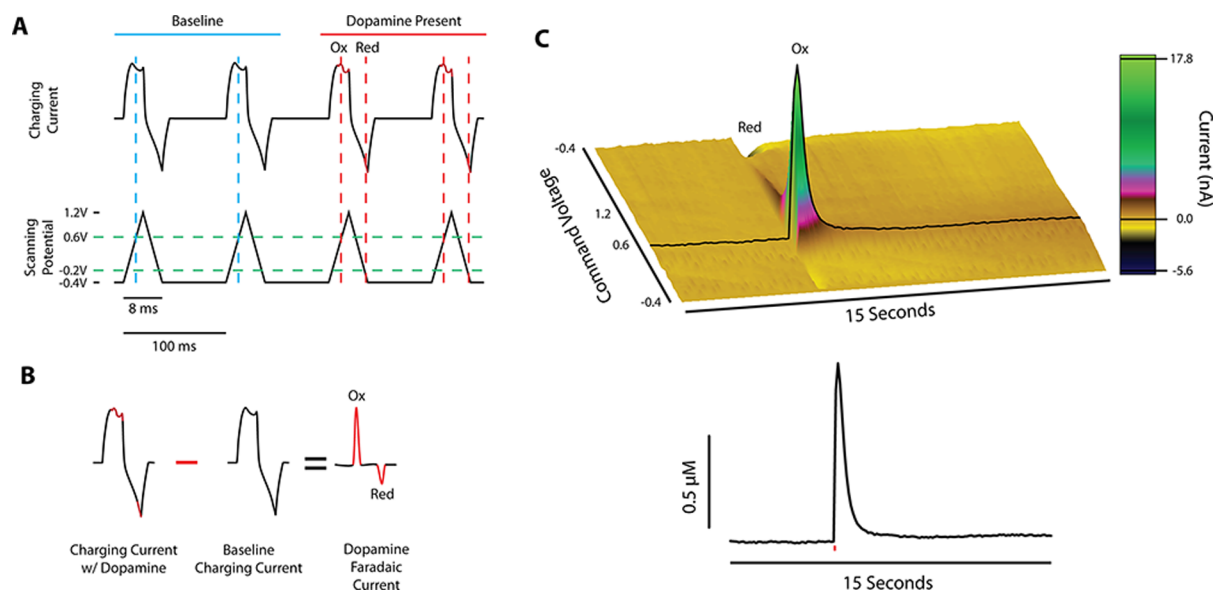 A
Baseline
Dopamine Present
Ox
Red
Charging
Current
1.2V
0.6V
-0.2V
-0.4V
Scanning
Potential
8 ms
100 ms
B
Ox
Red
Charging Current
w/ Dopamine
Baseline
Charging Current
Dopamine
Faradaic
Current
C
Ox
Red
-0.4
1.2
0.6
-0.4
Command Voltage
15 Seconds
17.8
0.0
-5.6
Current (nA)
0.5 µM
15 Seconds